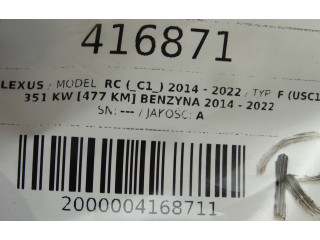 416871
LEXUS / MODEL RC (_C1_) 2014 - 2022 / TYP F (USC1
351 KW [477 KM] BENZYNA 2014 - 2022
SN: --- / JAKOŚĆ: A
2000004168711